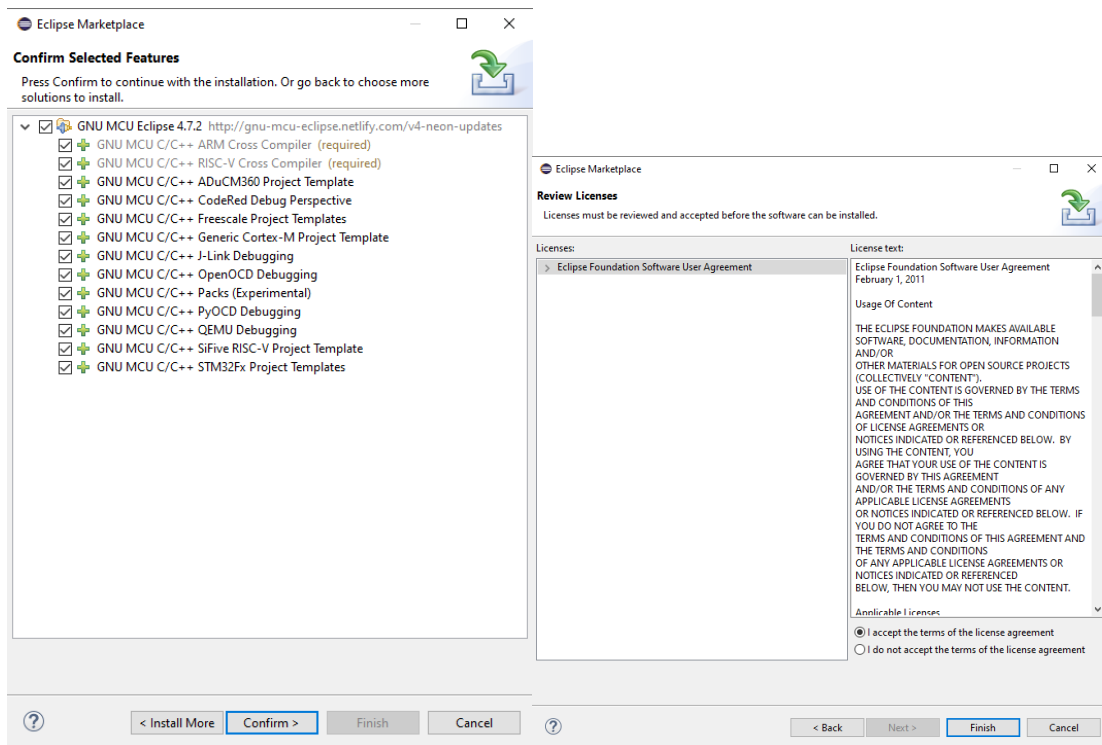 Eclipse Marketplace
Confirm Selected Features
Press Confirm to continue with the installation. Or go back to choose more
solutions to install.
GNU MCU Eclipse 4.7.2 http://gnu-mcu-eclipse.netlify.com/v4-neon-updates
GNU MCU C/C++ ARM Cross Compiler (required)
GNU MCU C/C++ RISC-V Cross Compiler (required)
GNU MCU C/C++ ADuCM360 Project Template
GNU MCU C/C++ CodeRed Debug Perspective
GNU MCU C/C++ Freescale Project Templates
GNU MCU C/C++ Generic Cortex-M Project Template
GNU MCU C/C++ J-Link Debugging
GNU MCU C/C++ OpenOCD Debugging
GNU MCU C/C++ Packs (Experimental)
GNU MCU C/C++ PyOCD Debugging
GNU MCU C/C++ QEMU Debugging
GNU MCU C/C++ SiFive RISC-V Project Template
GNU MCU C/C++ STM32Fx Project Templates
?
< Install More
Confirm >
Finish
Cancel
Eclipse Marketplace
Review Licenses
Licenses must be reviewed and accepted before the software can be installed.
Licenses:
Eclipse Foundation Software User Agreement
License text:
Eclipse Foundation Software User Agreement
February 1, 2011
Usage Of Content
THE ECLIPSE FOUNDATION MAKES AVAILABLE
SOFTWARE, DOCUMENTATION, INFORMATION
AND/OR
OTHER MATERIALS FOR OPEN SOURCE PROJECTS
(COLLECTIVELY "CONTENT").
USE OF THE CONTENT IS GOVERNED BY THE TERMS
AND CONDITIONS OF THIS
AGREEMENT AND/OR THE TERMS AND CONDITIONS
OF LICENSE AGREEMENTS OR
NOTICES INDICATED OR REFERENCED BELOW. BY
USING THE CONTENT, YOU
AGREE THAT YOUR USE OF THE CONTENT IS
GOVERNED BY THIS AGREEMENT
AND/OR THE TERMS AND CONDITIONS OF ANY
APPLICABLE LICENSE AGREEMENTS
OR NOTICES INDICATED OR REFERENCED BELOW. IF
YOU DO NOT AGREE TO THE
TERMS AND CONDITIONS OF THIS AGREEMENT AND
THE TERMS AND CONDITIONS
OF ANY APPLICABLE LICENSE AGREEMENTS OR
NOTICES INDICATED OR REFERENCED
BELOW, THEN YOU MAY NOT USE THE CONTENT.
Applicable Licenses
I accept the terms of the license agreement
I do not accept the terms of the license agreement
?
< Back
Next >
Finish
Cancel